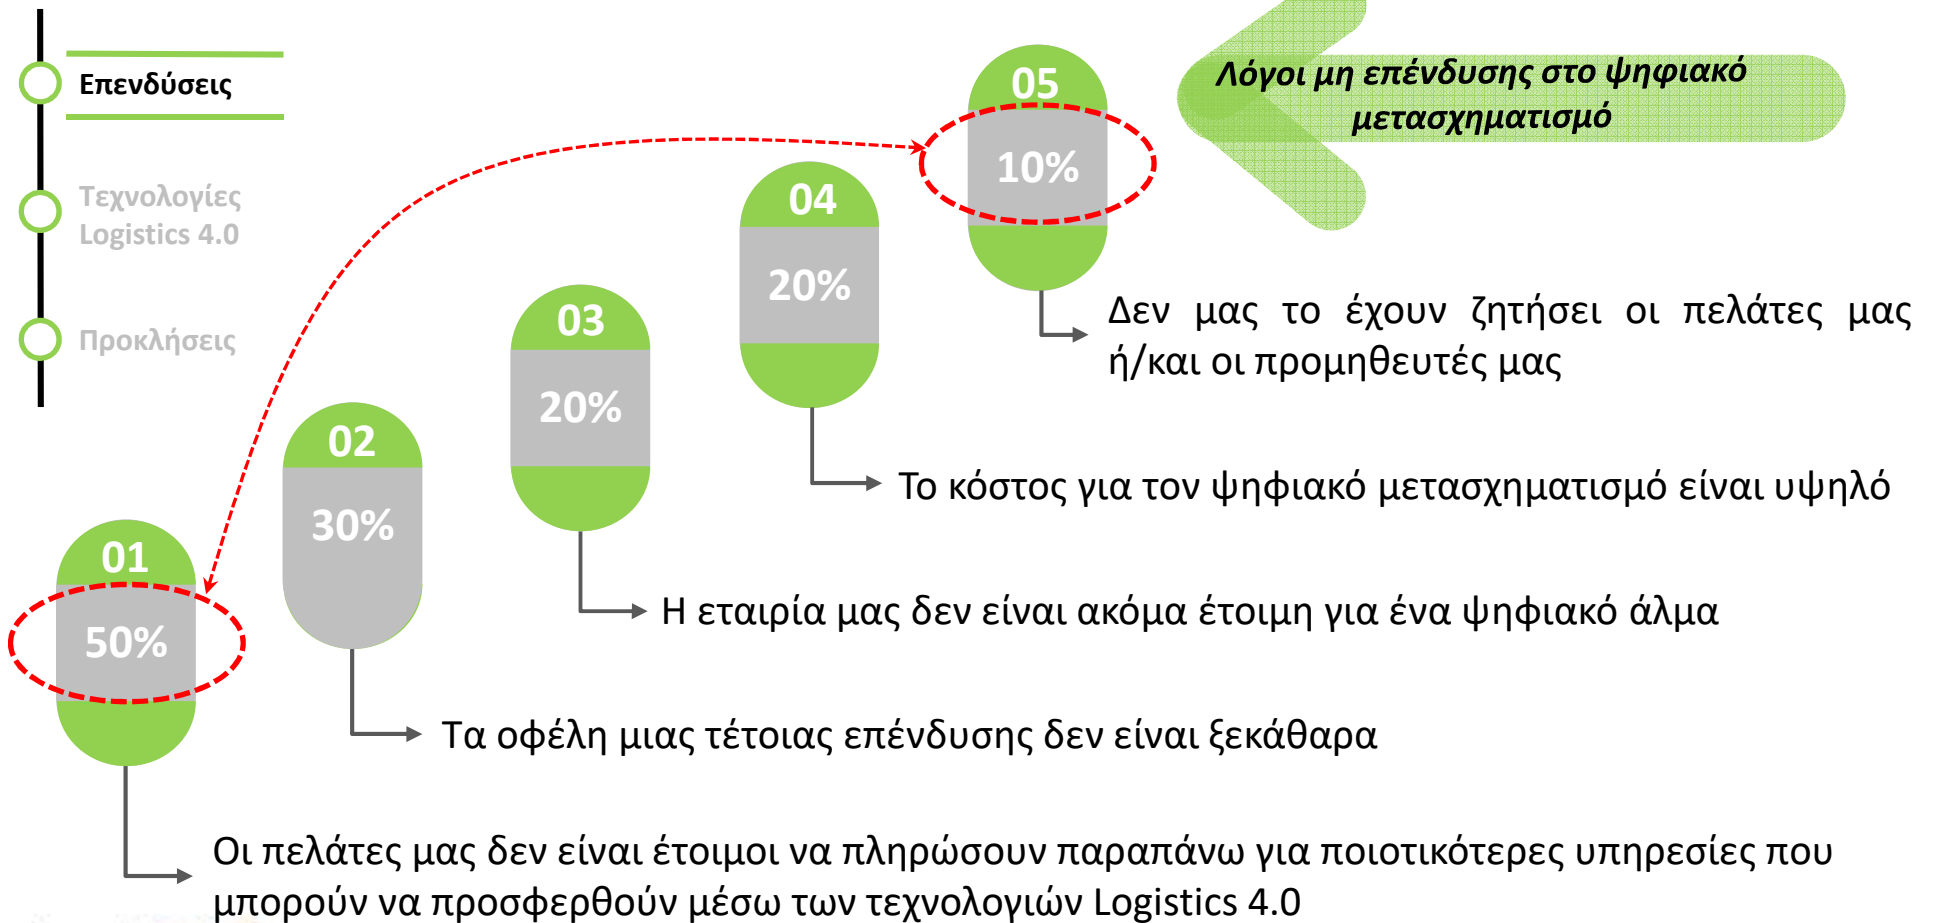 Επενδύσεις
Τεχνολογίες
Logistics 4.0
Προκλήσεις
Λόγοι μη επένδυσης στο ψηφιακό
μετασχηματισμό
05
10%
Δεν μας το έχουν ζητήσει οι πελάτες μας
ή/και οι προμηθευτές μας
04
20%
Το κόστος για τον ψηφιακό μετασχηματισμό είναι υψηλό
03
20%
Η εταιρία μας δεν είναι ακόμα έτοιμη για ένα ψηφιακό άλμα
02
30%
Τα οφέλη μιας τέτοιας επένδυσης δεν είναι ξεκάθαρα
01
50%
Οι πελάτες μας δεν είναι έτοιμοι να πληρώσουν παραπάνω για ποιοτικότερες υπηρεσίες που
μπορούν να προσφερθούν μέσω των τεχνολογιών Logistics 4.0